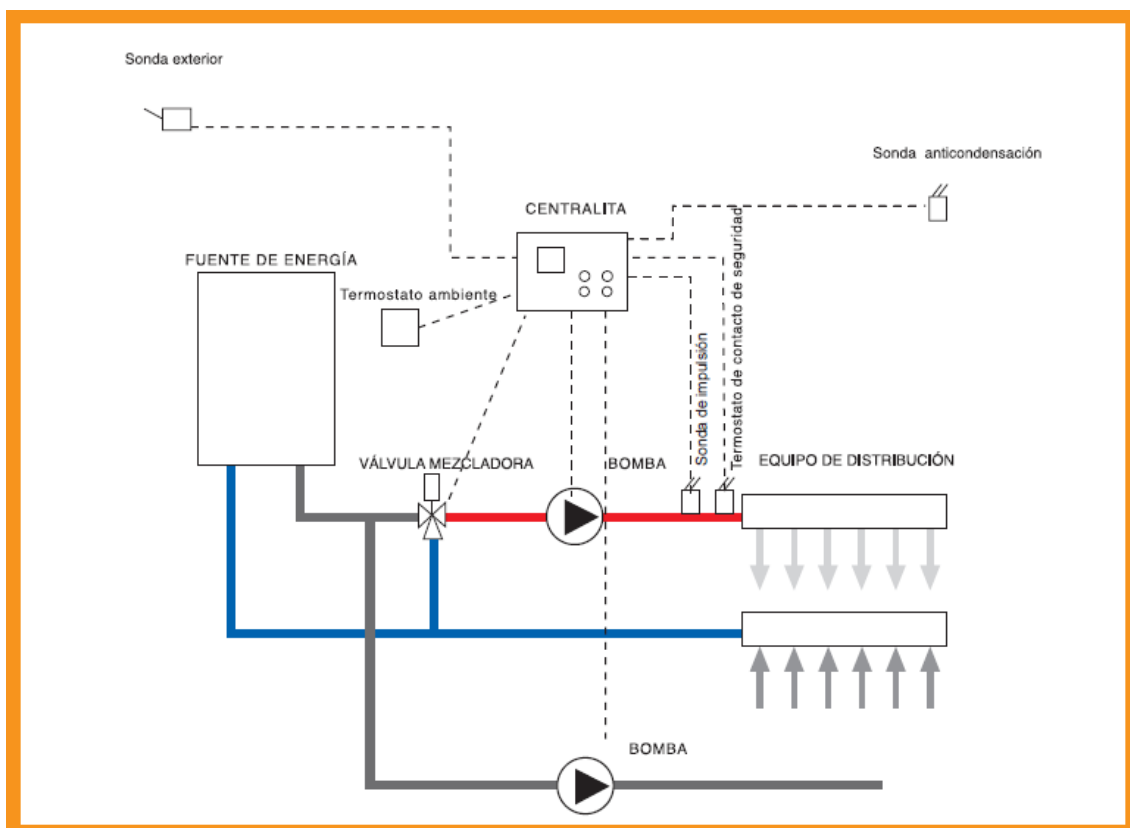 Sonda exterior
Sonda anticondensación
CENTRALITA
FUENTE DE ENERGÍA
Termostato ambiente
Sonda de impulsión
Termostato de contacto de seguridad
VÁLVULA MEZCLADORA
BOMBA
EQUIPO DE DISTRIBUCIÓN
BOMBA